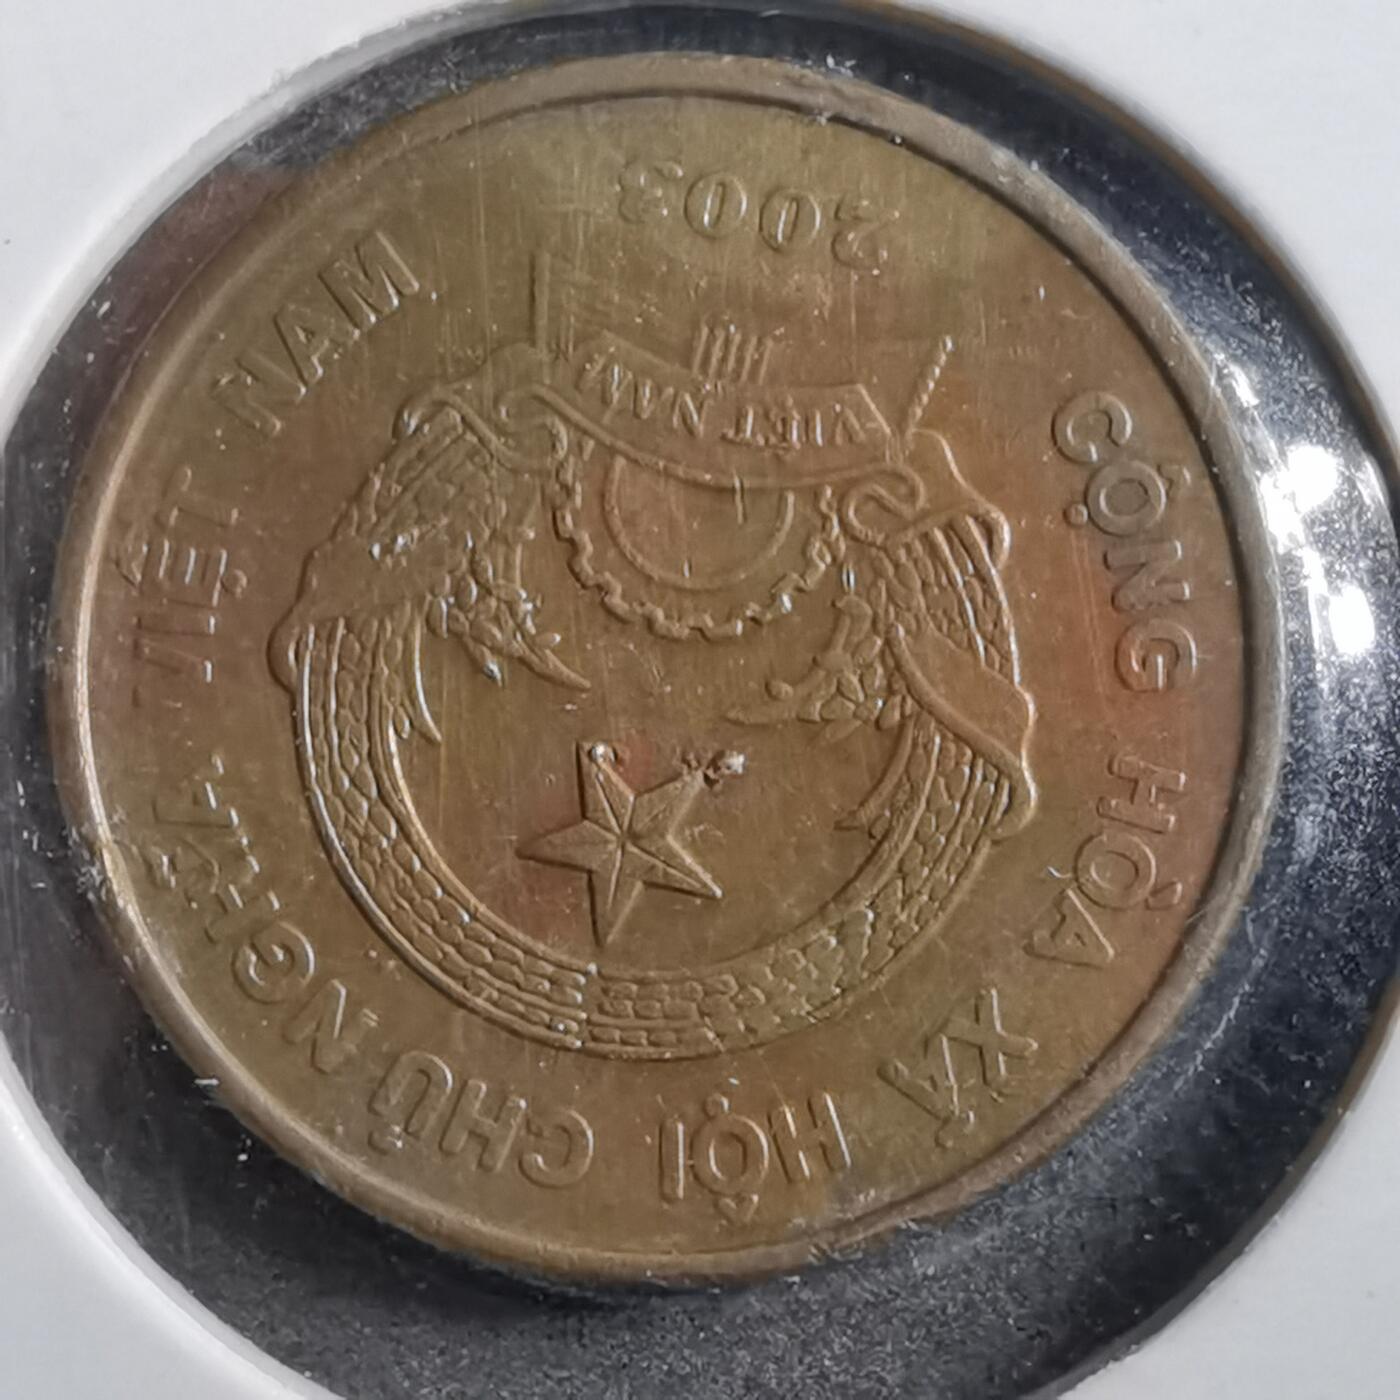 CỘNG HÒA XÃ HỘI CHỦ NGHĨA VIỆT NAM
VIỆT NAM
2003